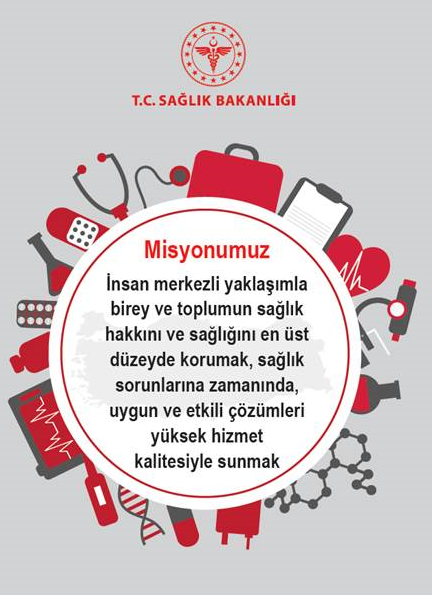 T.C. SAĞLIK BAKANLIĞI
Misyonumuz
İnsan merkezli yaklaşımla
birey ve toplumun sağlık
hakkını ve sağlığını en üst
düzeyde korumak, sağlık
sorunlarına zamanında,
uygun ve etkili çözümleri
yüksek hizmet
kalitesiyle sunmak